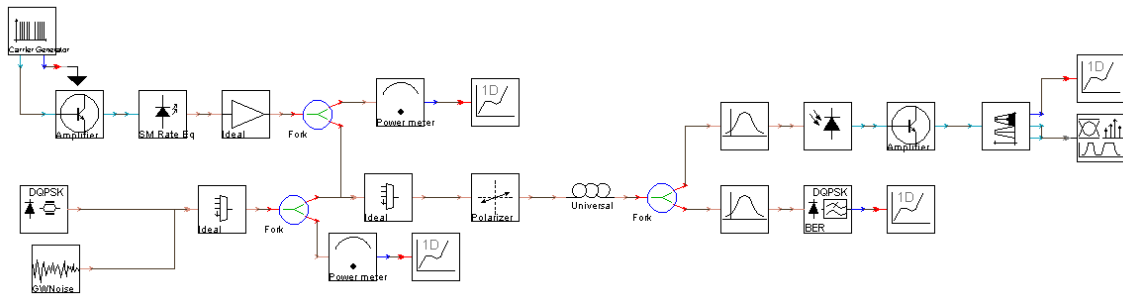 Carrier Generator
1D
1D
Amplifier
SM Rate Eq
Ideal
Fork
Power meter
Amplifier
DQPSK
DQPSK
1D
Ideal
Fork
Ideal
Polarizer
Universal
Fork
BER
1D
GWNoise
Power meter